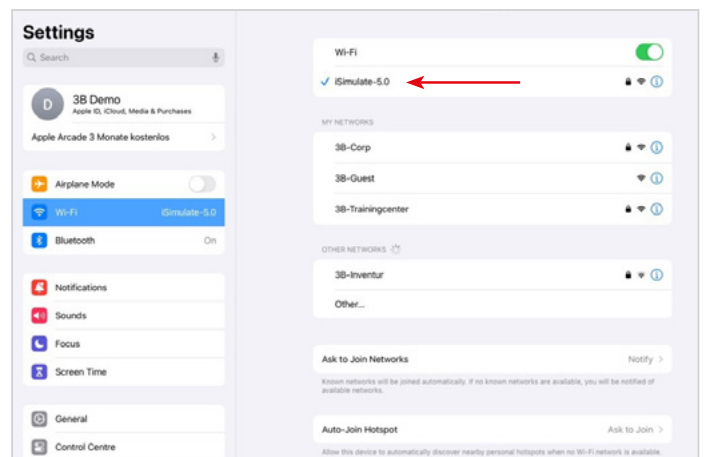 Settings
Search
D
3B Demo
Apple ID, iCloud, Media & Purchases
Apple Arcade 3 Monate kostenlos
Airplane Mode
Wi-Fi iSimulate-5.0
Bluetooth On
Notifications
Sounds
Focus
Screen Time
General
Control Centre
Wi-Fi
iSimulate-5.0
MY NETWORKS
3B-Corp
3B-Guest
3B-Trainingcenter
OTHER NETWORKS
3B-Inventur
Other...
Ask to Join Networks Notify
Known networks will be joined automatically. If no known networks are available, you will be notified of
available networks.
Auto-Join Hotspot Ask to Join
Allow this device to automatically discover nearby personal hotspots when no Wi-Fi network is available.